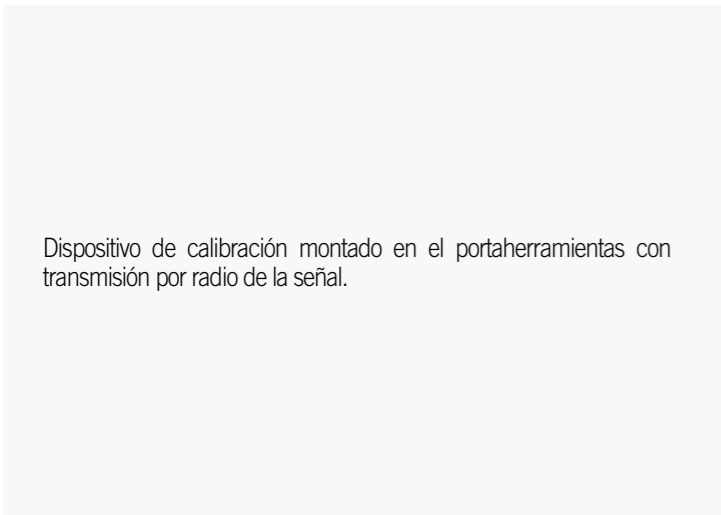 Dispositivo de calibración montado en el portaherramientas con
transmisión por radio de la señal.